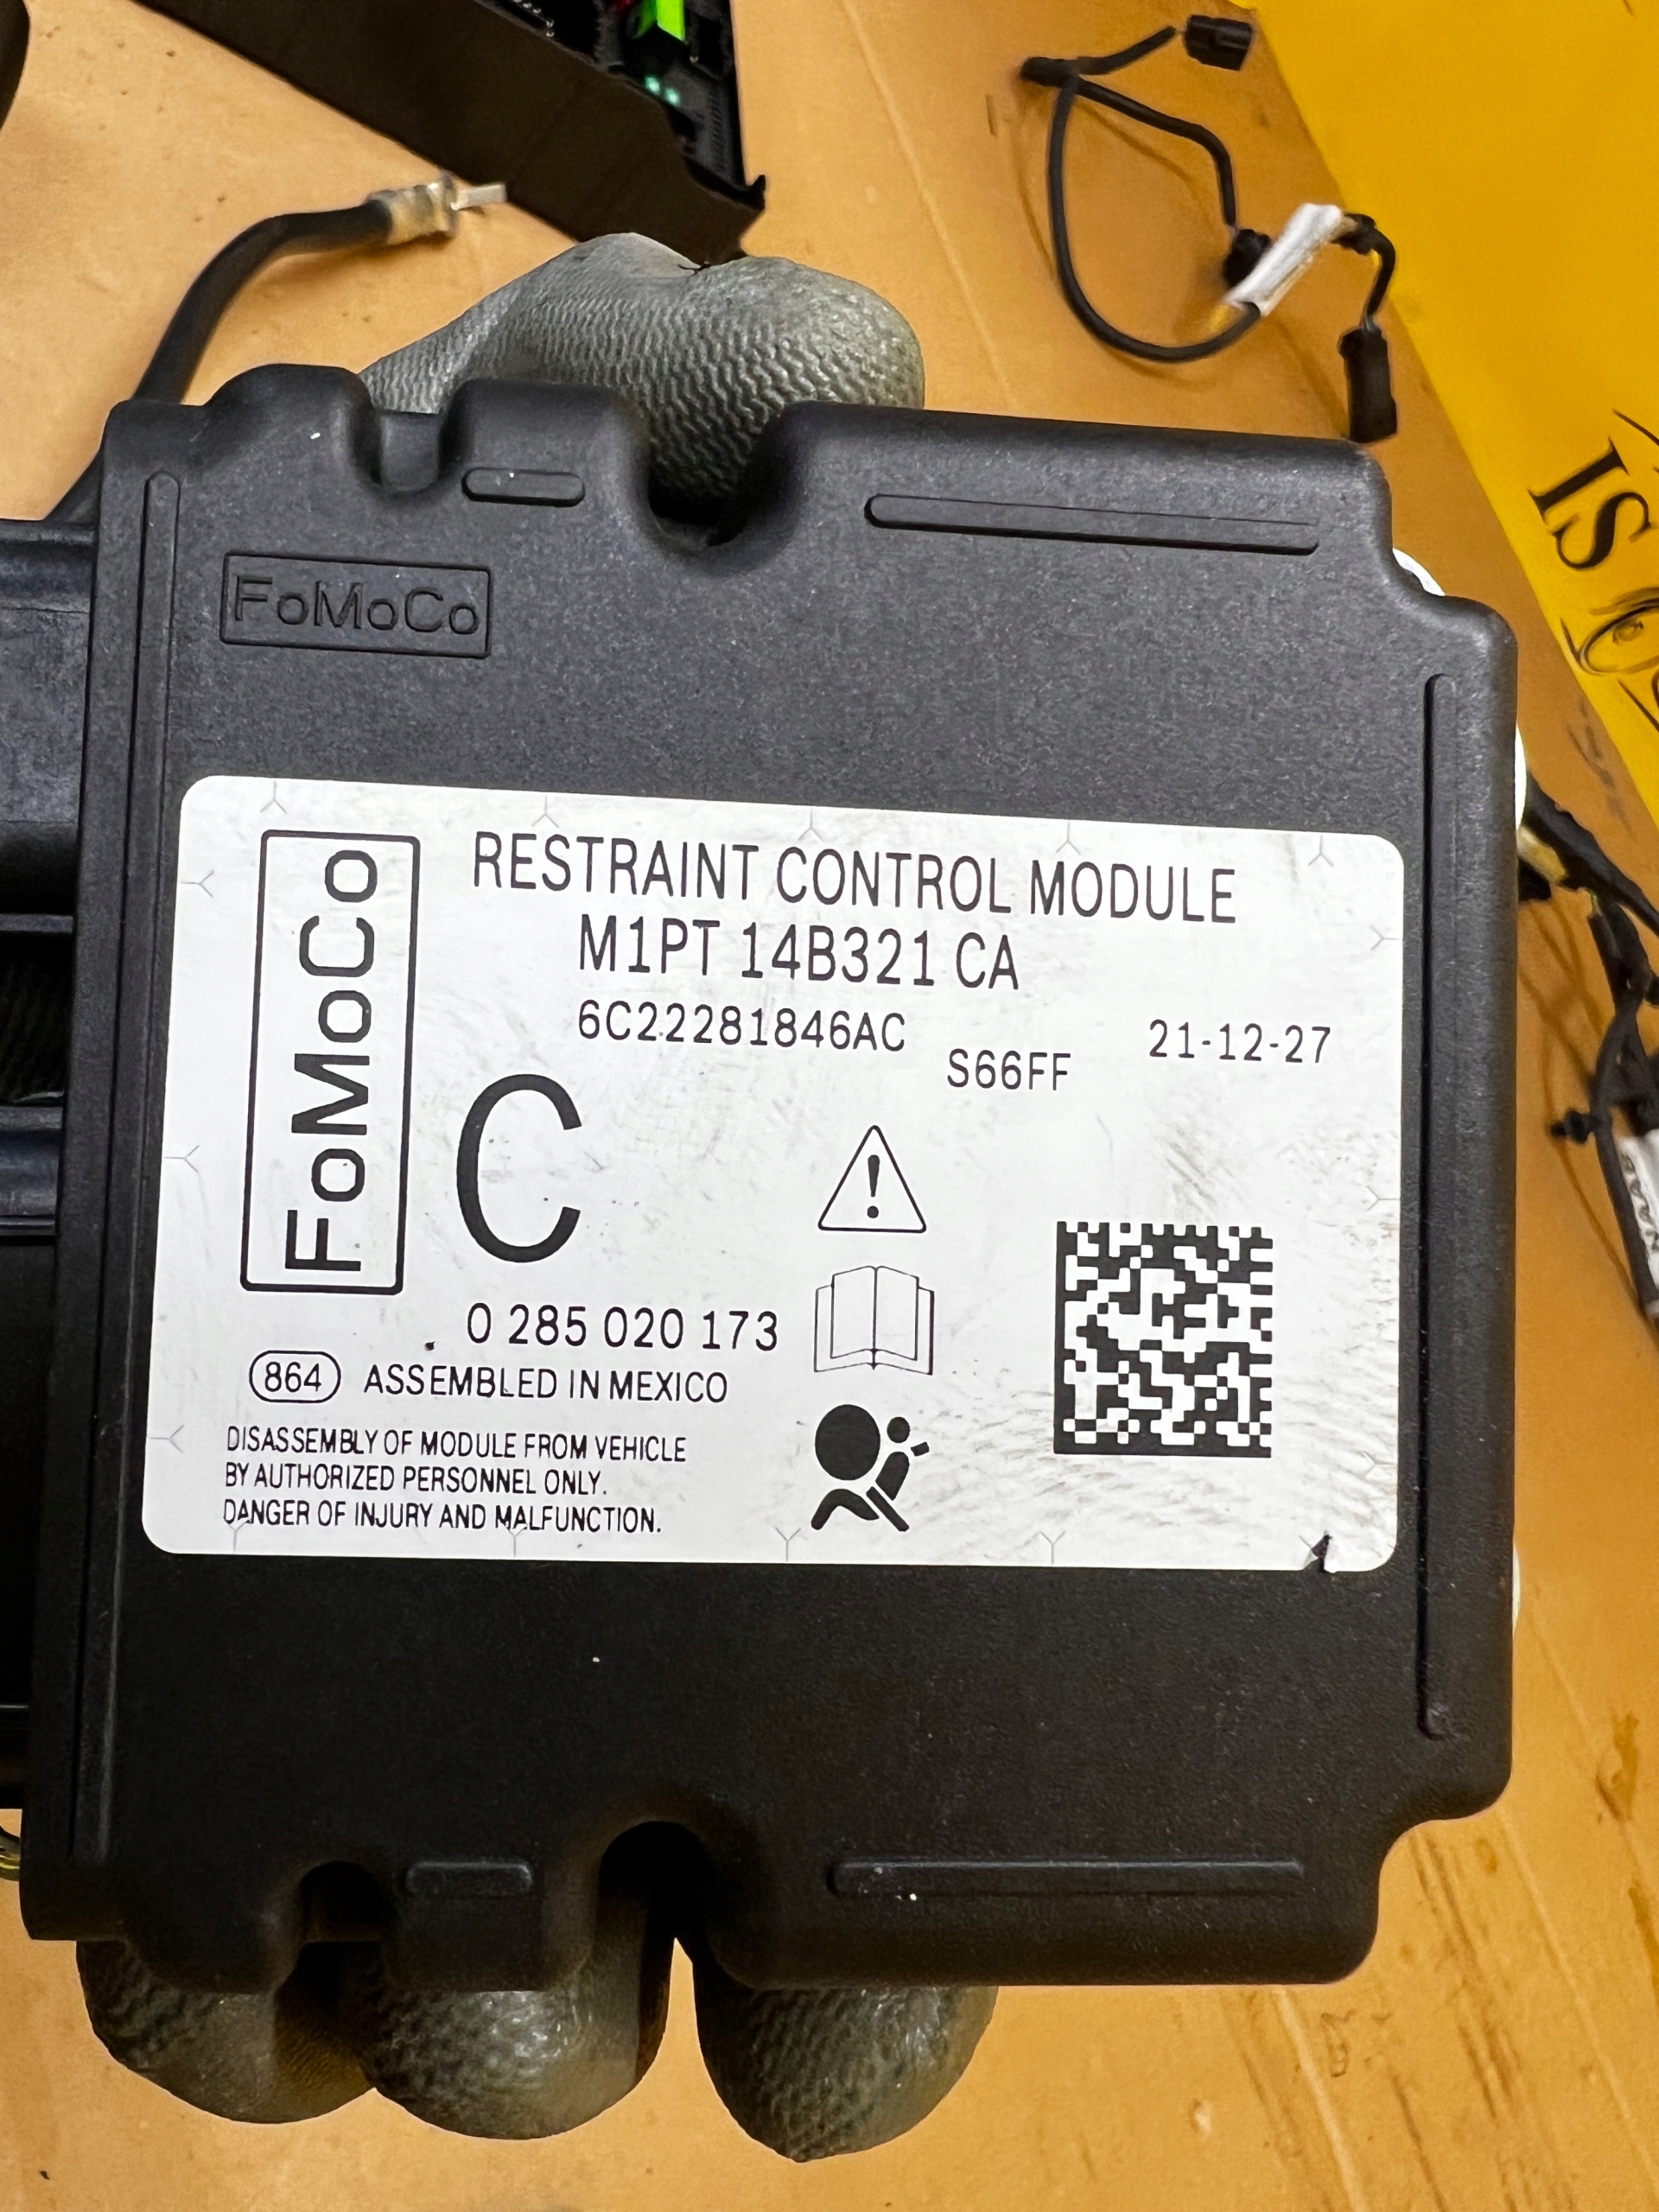 IS
FoMoCo
FoMoCo
RESTRAINT CONTROL MODULE
M1PT 14B321 CA
6C22281846AC
21-12-27
S66FF
C
0 285 020 173
864 ASSEMBLED IN MEXICO
DISASSEMBLY OF MODULE FROM VEHICLE
BY AUTHORIZED PERSONNEL ONLY.
DANGER OF INJURY AND MALFUNCTION.